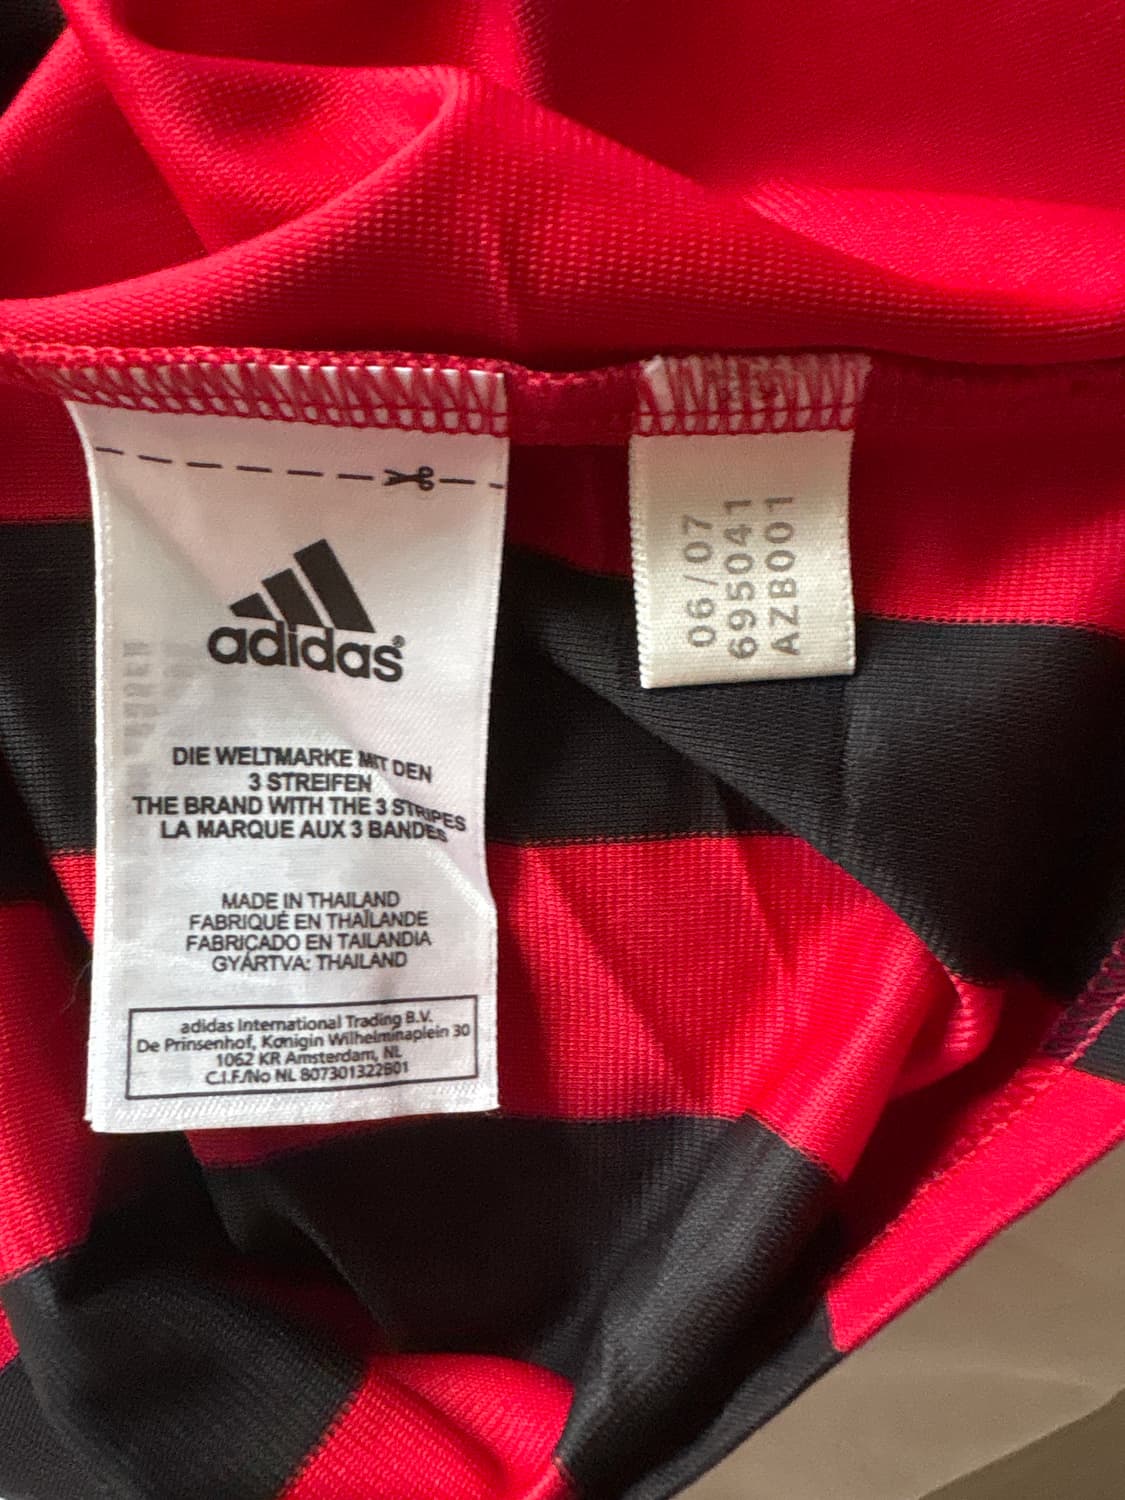 adidas®
DIE WELTMARKE MIT DEN
3 STREIFEN
THE BRAND WITH THE 3 STRIPES
LA MARQUE AUX 3 BANDES
MADE IN THAILAND
FABRIQUÉ EN THAÏLANDE
FABRICADO EN TAILANDIA
GYÁRTVA: THAILAND
adidas International Trading B.V.
De Prinsenhof, Konigin Wilhelminaplein 30
1062 KR Amsterdam, NL
C.I.F./No NL 807301322B01
06/07
695041
AZB001